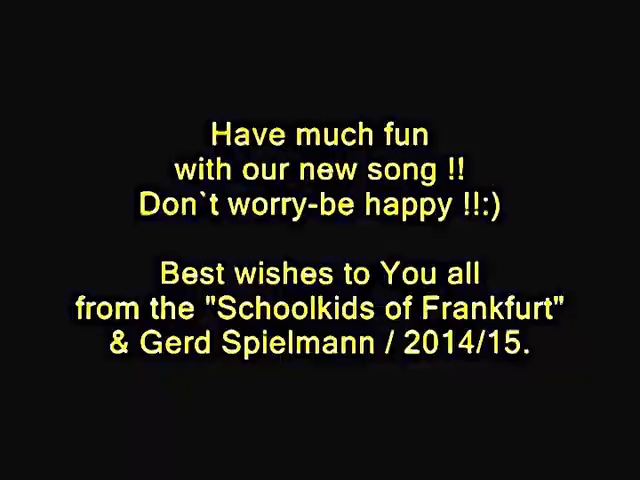 Have much fun
with our new song !!
Don`t worry-be happy !!:)
Best wishes to You all
from the "Schoolkids of Frankfurt"
& Gerd Spielmann / 2014/15.